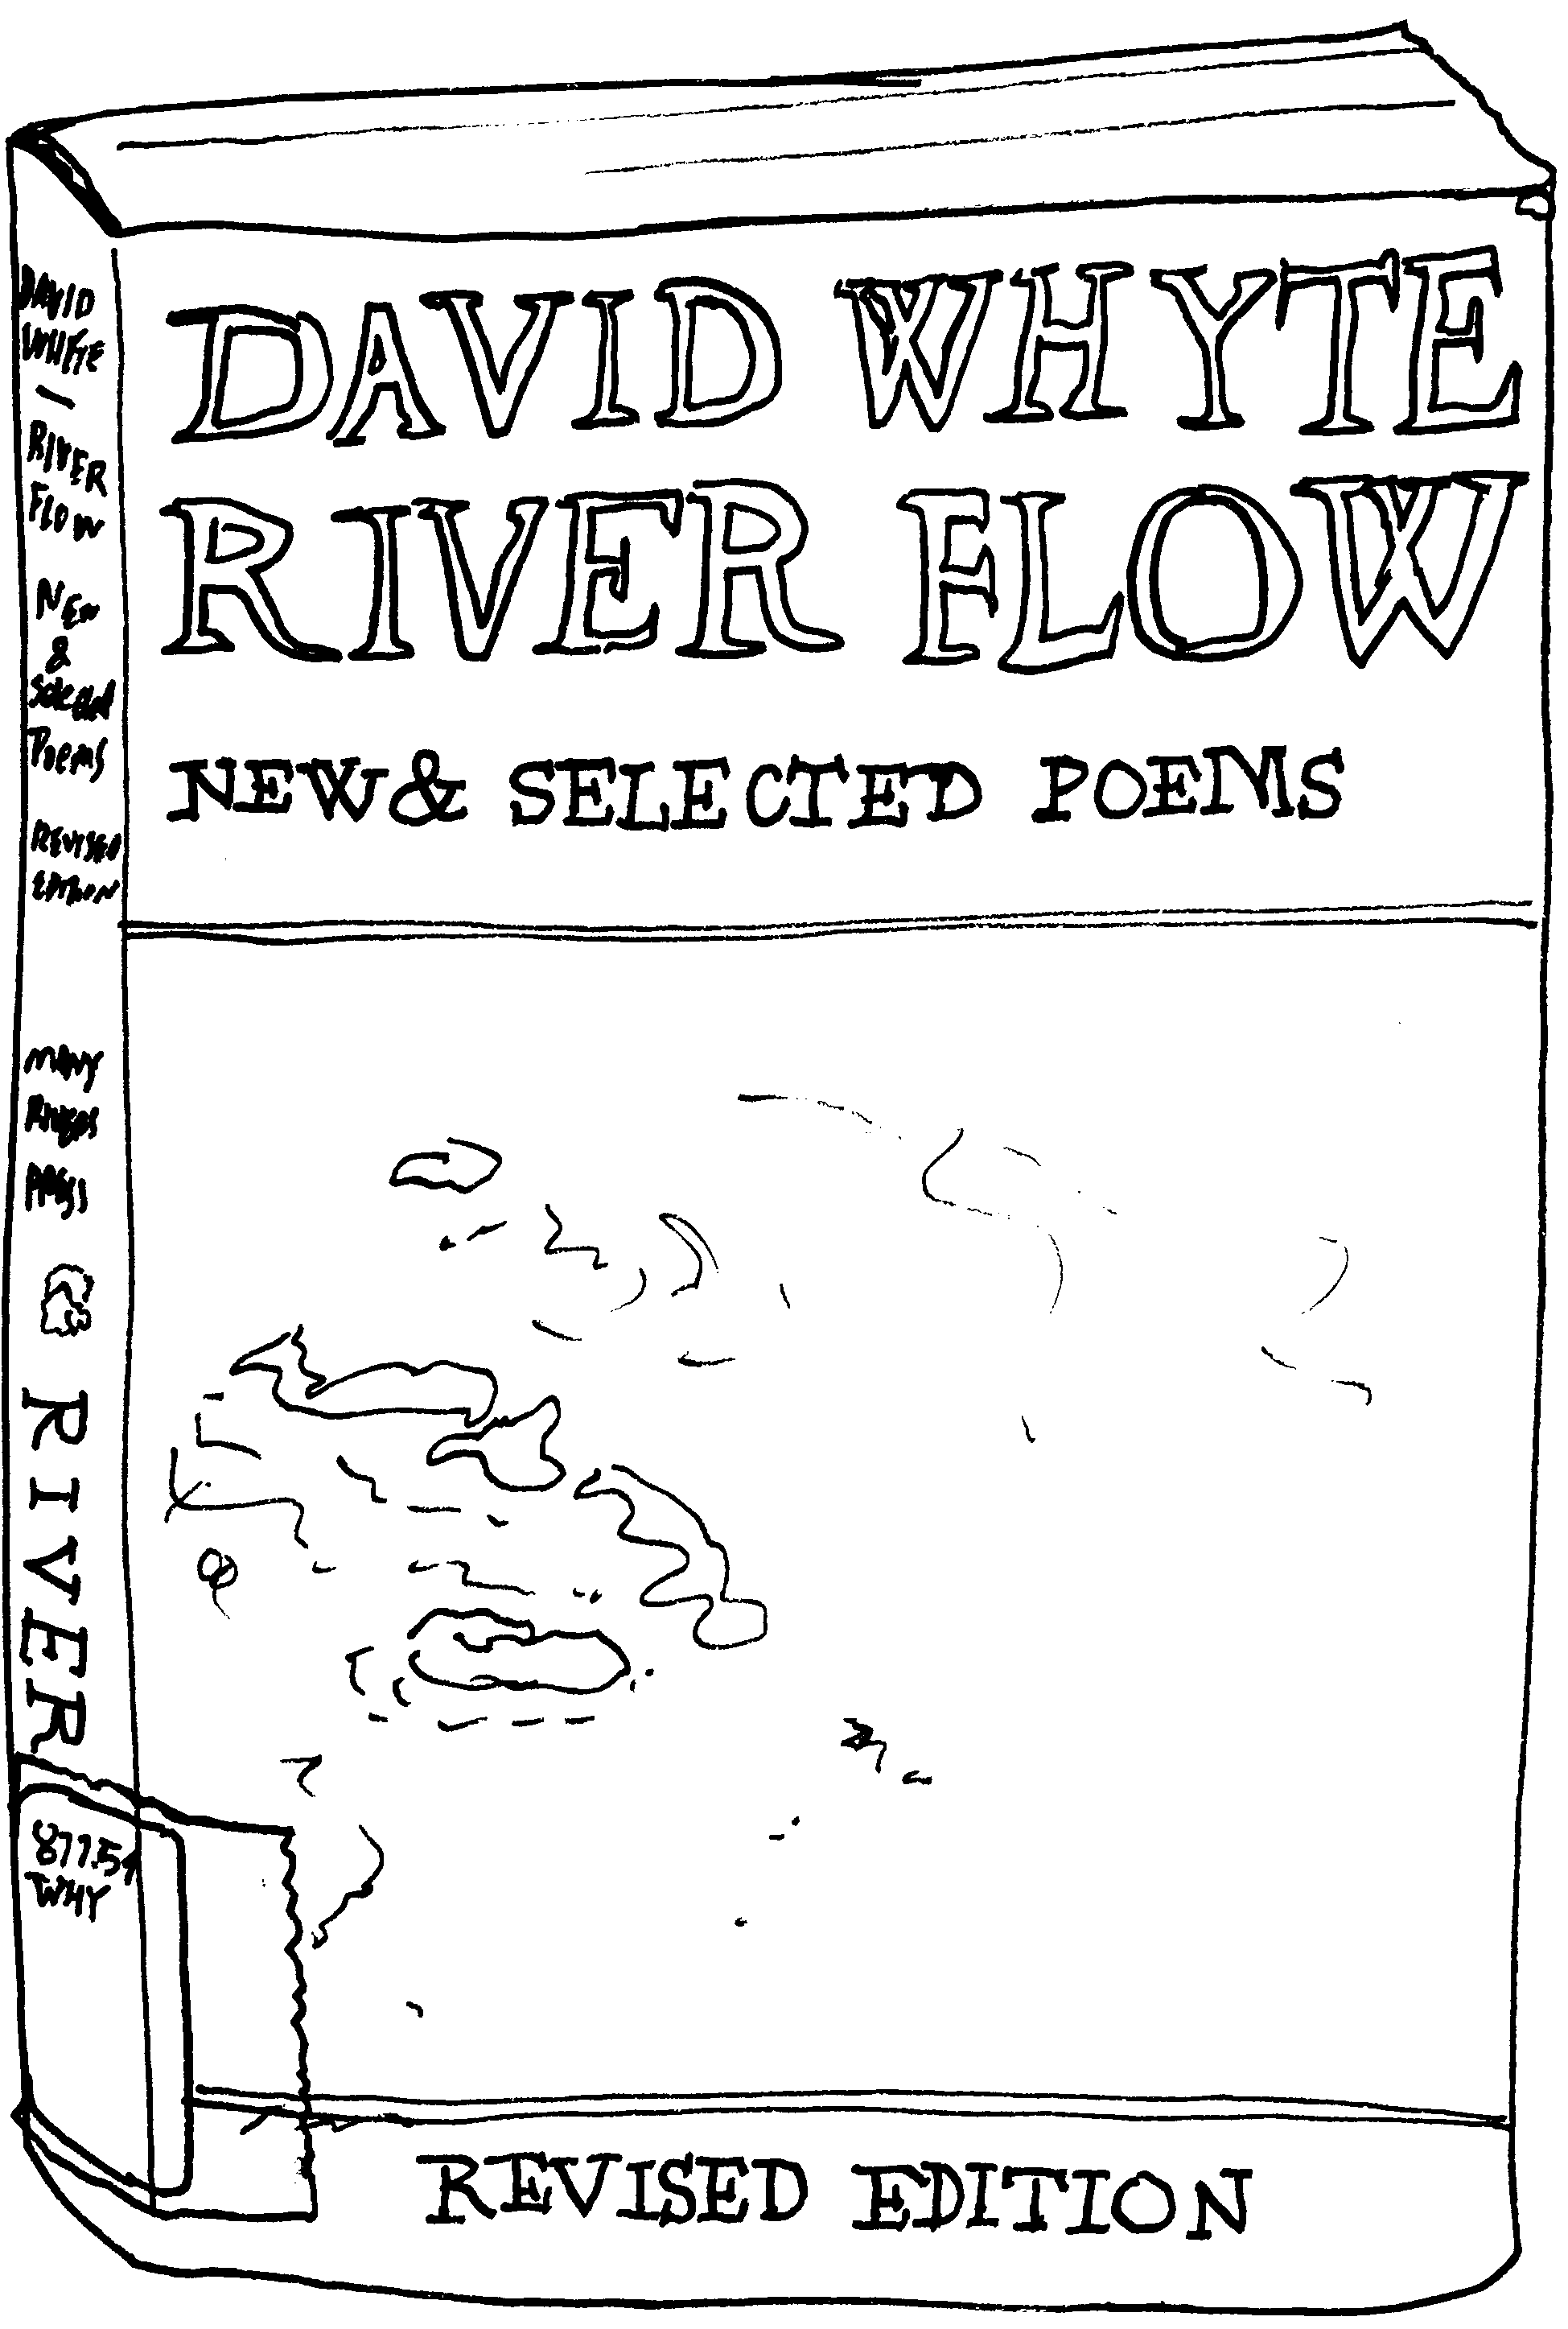 DAVID WHYTE
RIVER FLOW
NEW & SELECTED POEMS
REVISED EDITION
DAVID
WHYTE
/
RIVER
FLOW
NEW
&
Selected
Poems
REVISED
EDITION
MANY
RIVERS
PRESS
RIVER
877.54
WHY